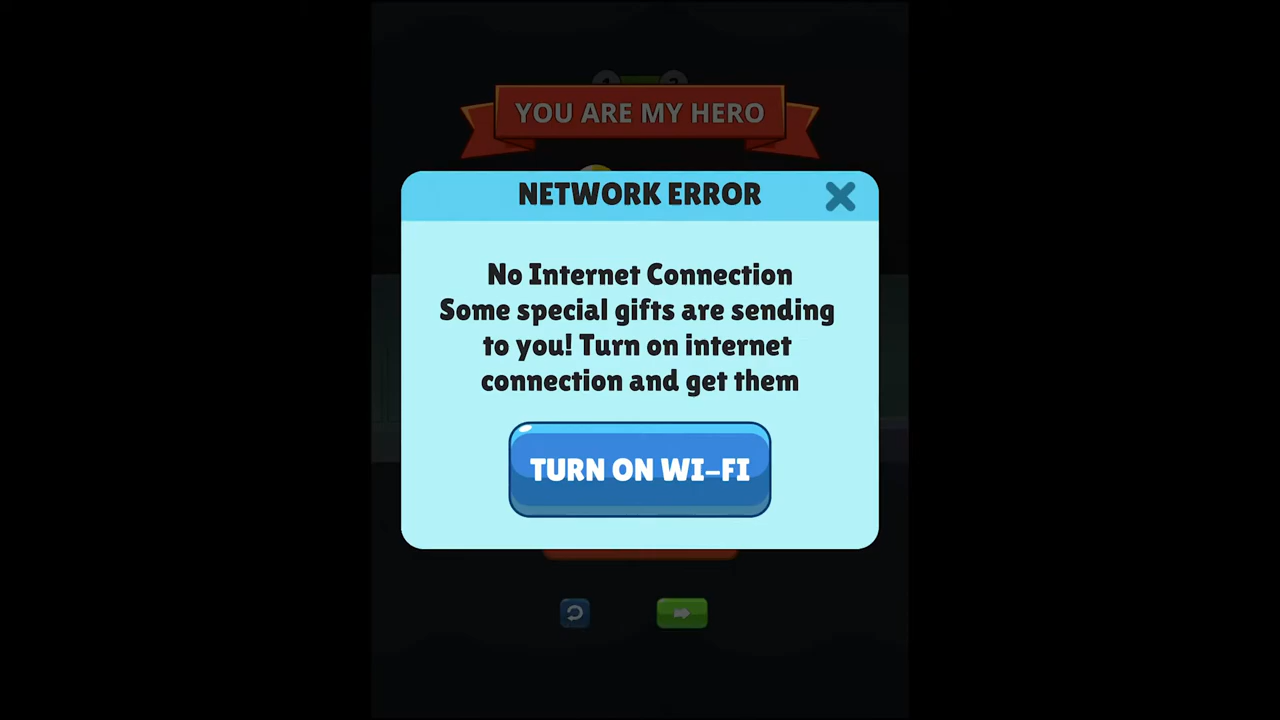 YOU ARE MY HERO
NETWORK ERROR
No Internet Connection
Some special gifts are sending
to you! Turn on internet
connection and get them
TURN ON WI-FI